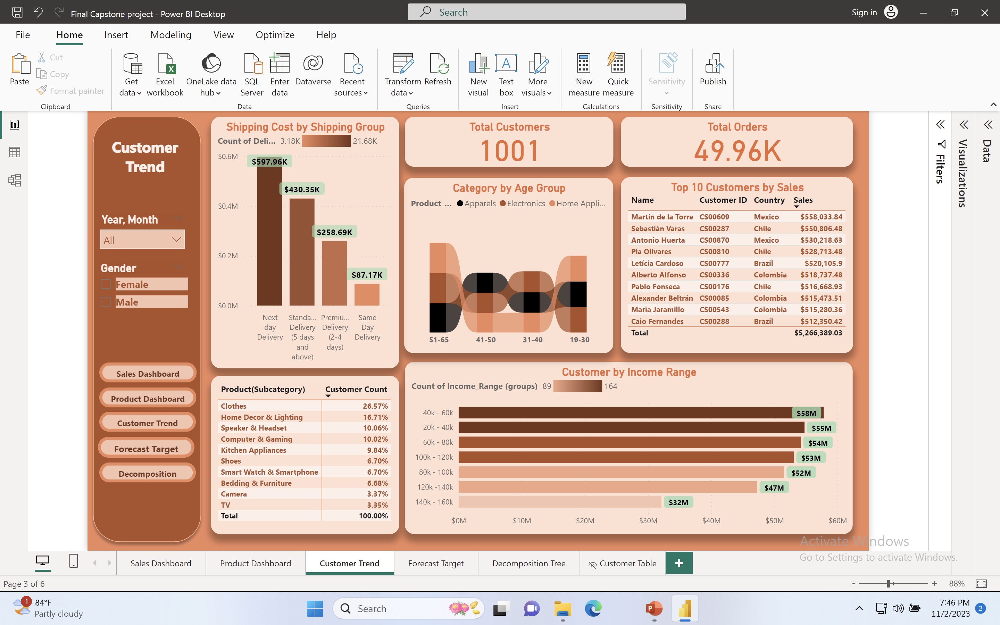 Final Capstone project - Power BI Desktop
Search
Sign in
File Home Insert Modeling View Optimize Help
Paste
Cut
Copy
Format painter
Clipboard
Get data
Excel workbook
OneLake data hub
SQL Server
Enter data
Dataverse
Recent sources
Data
Transform data
Refresh
Queries
New visual
Text box
More visuals
Insert
New measure
Quick measure
Calculations
Sensitivity
Sensitivity
Publish
Share
Customer
Trend
Year, Month
All
Gender
Female
Male
Sales Dashboard
Product Dashboard
Customer Trend
Forecast Target
Decomposition
Shipping Cost by Shipping Group
Count of Deli... 3.18K 21.68K
$0.6M
$0.4M
$0.2M
$0.0M
$597.96K
$430.35K
$258.69K
$87.17K
Next day Delivery
Standa... Delivery (5 days and above)
Premiu... Delivery (2-4 days)
Same Day Delivery
Total Customers
1001
Total Orders
49.96K
Category by Age Group
Product_... Apparels Electronics Home Appli...
51-65 41-50 31-40 19-30
Top 10 Customers by Sales
Name Customer ID Country Sales
Martín de la Torre CS00609 Mexico $558,033.84
Sebastián Varas CS00287 Chile $550,806.48
Antonio Huerta CS00870 Mexico $530,218.63
Pía Olivares CS00810 Chile $528,713.48
Letícia Cardoso CS00777 Brazil $520,105.9
Alberto Alfonso CS00336 Colombia $518,737.48
Pablo Fonseca CS00176 Chile $516,668.93
Alexander Beltrán CS00085 Colombia $515,473.51
María Jaramillo CS00543 Colombia $515,280.36
Caio Fernandes CS00288 Brazil $512,350.42
Total $5,266,389.03
Product(Subcategory) Customer Count
Clothes 26.57%
Home Decor & Lighting 16.71%
Speaker & Headset 10.06%
Computer & Gaming 10.02%
Kitchen Appliances 9.84%
Shoes 6.70%
Smart Watch & Smartphone 6.70%
Bedding & Furniture 6.68%
Camera 3.37%
TV 3.35%
Total 100.00%
Customer by Income Range
Count of Income_Range (groups) 89 164
40k - 60k $58M
20k - 40k $55M
60k - 80k $54M
100k - 120k $53M
80k - 100k $52M
120k -140k $47M
140k - 160k $32M
$0M $10M $20M $30M $40M $50M $60M
Filters
Visualizations
Data
Activate Windows
Go to Settings to activate Windows.
Sales Dashboard Product Dashboard Customer Trend Forecast Target Decomposition Tree Customer Table +
Page 3 of 6
- + 88%
1
84°F
Partly cloudy
Search
P
7:46 PM
11/2/2023
2